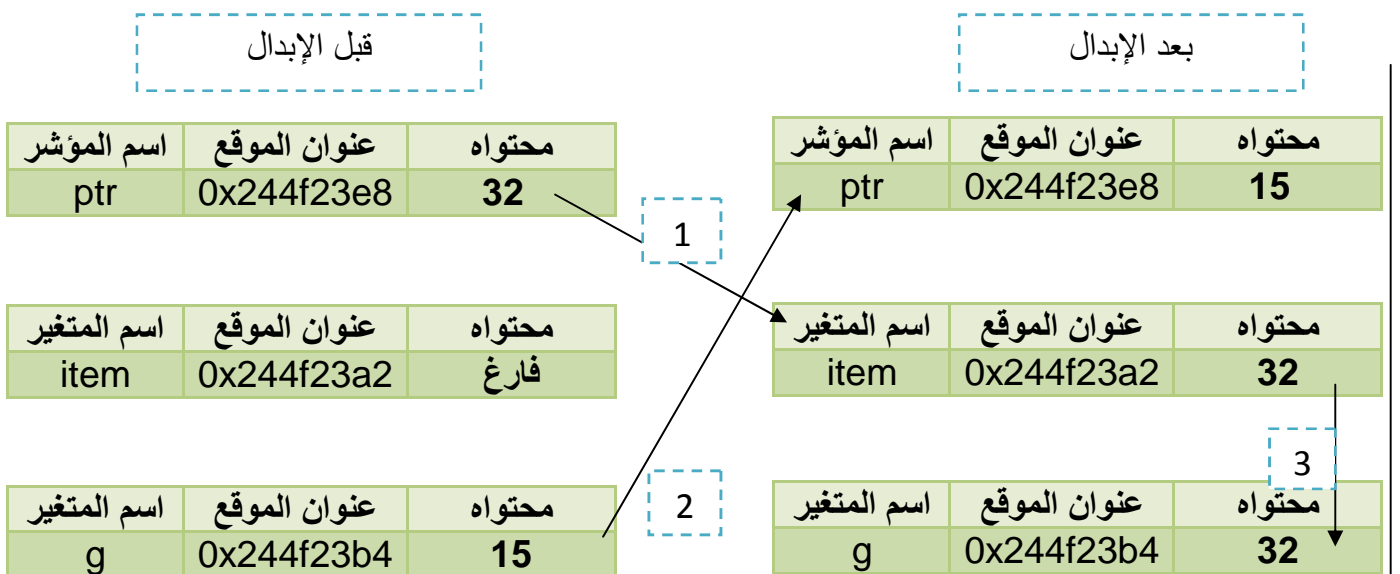 قبل الإبدال
بعد الإبدال
اسم المؤشر عنوان الموقع محتواه
ptr 0x244f23e8 32
اسم المؤشر عنوان الموقع محتواه
ptr 0x244f23e8 15
1
اسم المتغير عنوان الموقع محتواه
item 0x244f23a2 فارغ
اسم المتغير عنوان الموقع محتواه
item 0x244f23a2 32
3
2
اسم المتغير عنوان الموقع محتواه
g 0x244f23b4 15
اسم المتغير عنوان الموقع محتواه
g 0x244f23b4 32